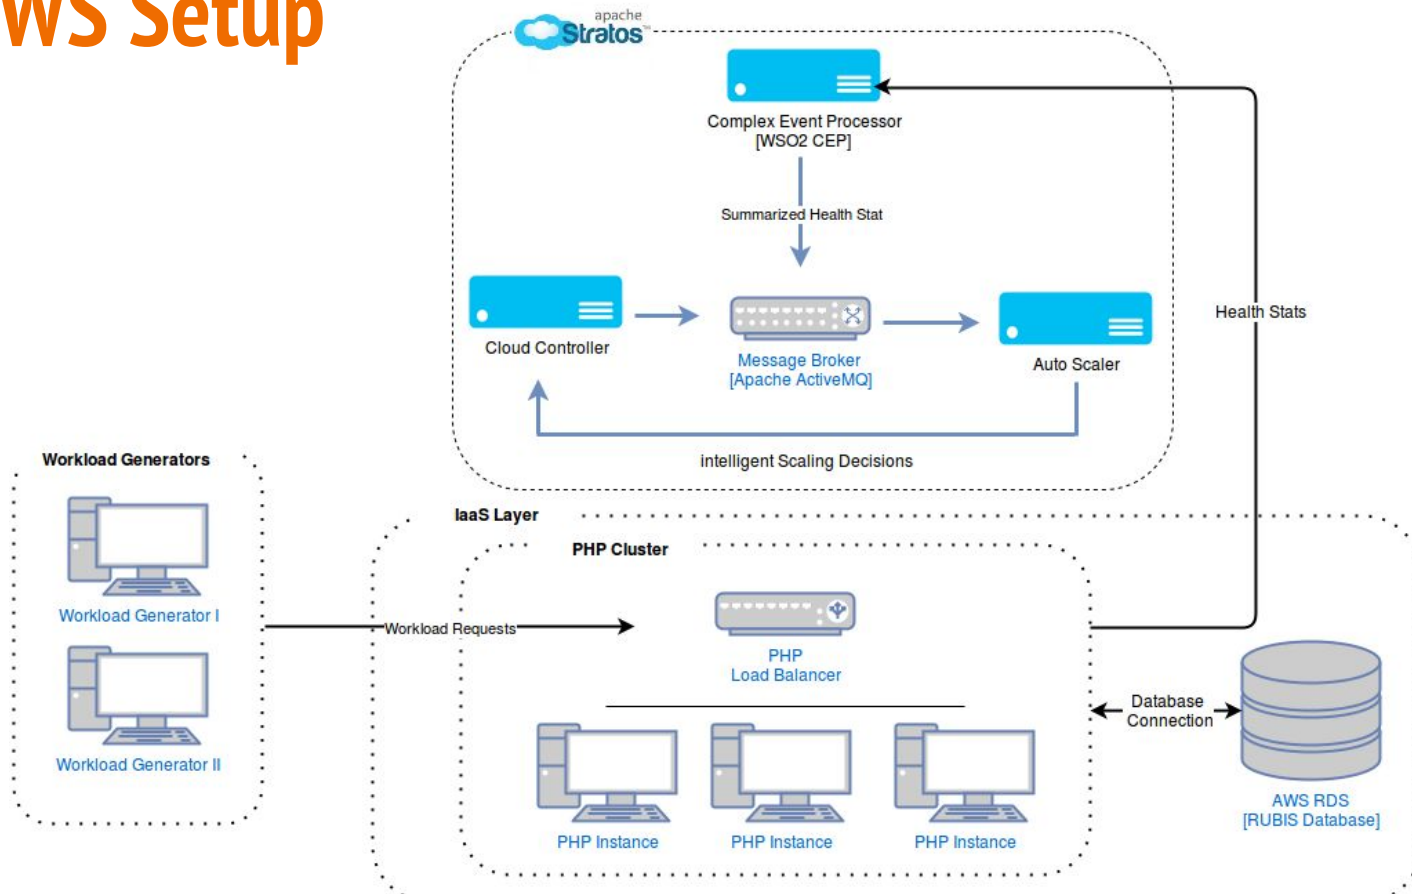 WS Setup
apache
Stratos™
Complex Event Processor
[WSO2 CEP]
Summarized Health Stat
Cloud Controller
Message Broker
[Apache ActiveMQ]
Auto Scaler
Health Stats
intelligent Scaling Decisions
Workload Generators
Workload Generator I
Workload Generator II
IaaS Layer
PHP Cluster
Workload Requests
PHP
Load Balancer
PHP Instance
PHP Instance
PHP Instance
Database
Connection
AWS RDS
[RUBIS Database]